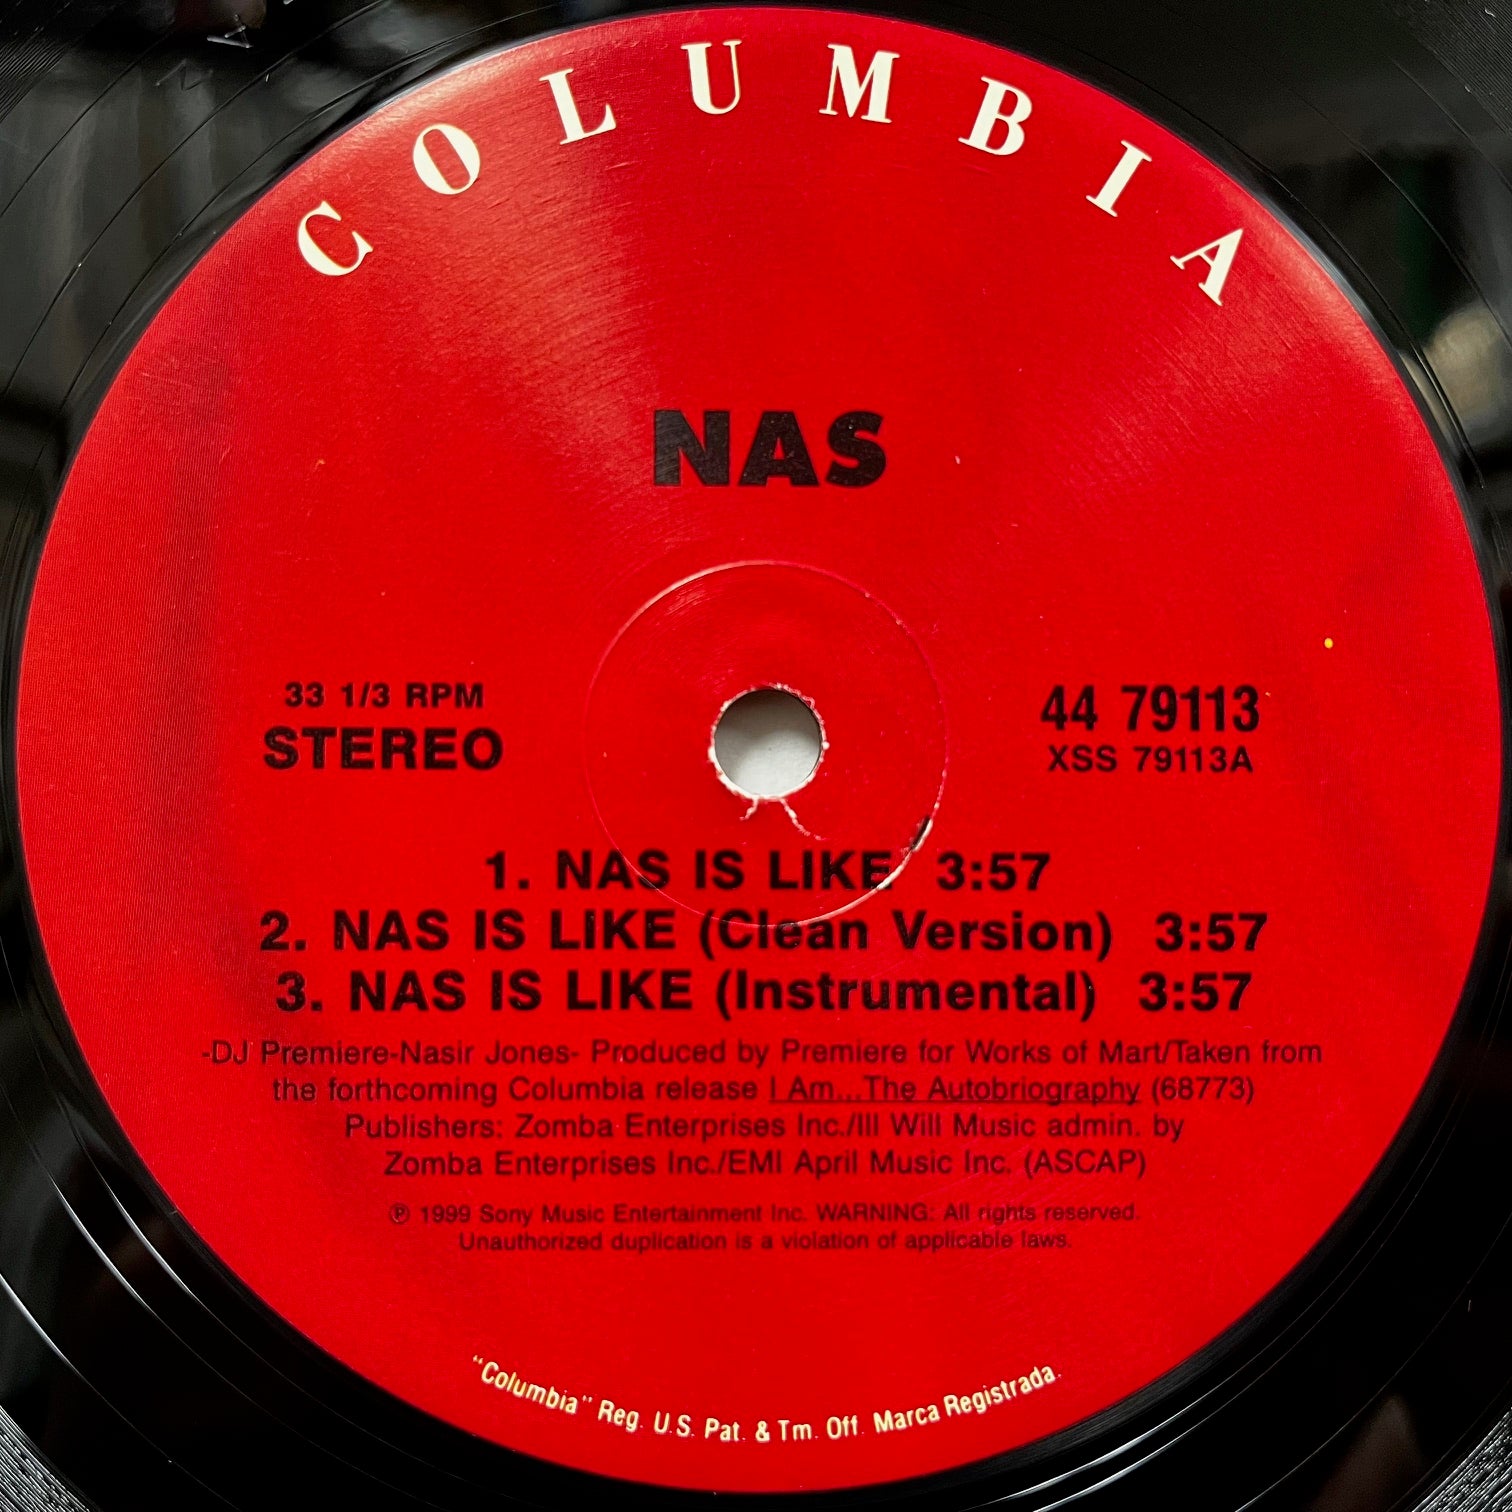 COLUMBIA
NAS
33 1/3 RPM
STEREO
44 79113
XSS 79113A
1. NAS IS LIKE 3:57
2. NAS IS LIKE (Clean Version) 3:57
3. NAS IS LIKE (Instrumental) 3:57
-DJ Premiere-Nasir Jones- Produced by Premiere for Works of Mart/Taken from
the forthcoming Columbia release I Am...The Autobriography (68773)
Publishers: Zomba Enterprises Inc./Ill Will Music admin. by
Zomba Enterprises Inc./EMI April Music Inc. (ASCAP)
℗ 1999 Sony Music Entertainment Inc. WARNING: All rights reserved.
Unauthorized duplication is a violation of applicable laws.
"Columbia" Reg. U.S. Pat. & Tm. Off. Marca Registrada.